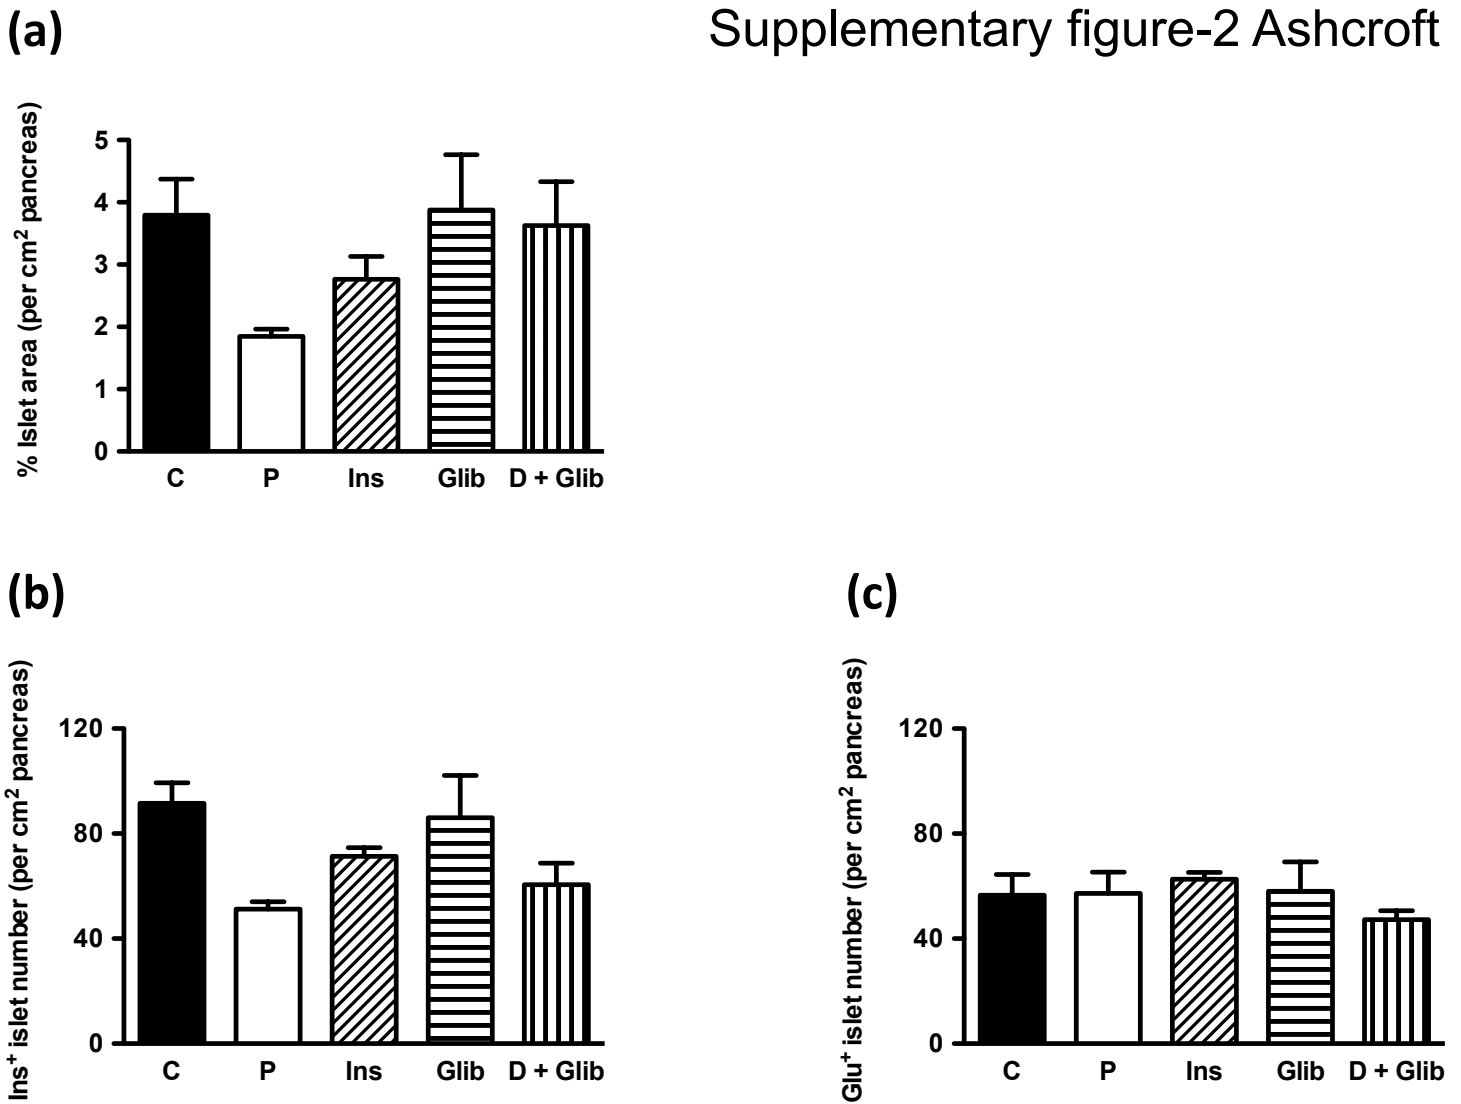 (a)
Supplementary figure-2 Ashcroft
% Islet area (per cm² pancreas)
5
4
3
2
1
0
C P Ins Glib D + Glib
(b)
Ins⁺ islet number (per cm² pancreas)
120
80
40
0
C P Ins Glib D + Glib
(c)
Glu⁺ islet number (per cm² pancreas)
120
80
40
0
C P Ins Glib D + Glib